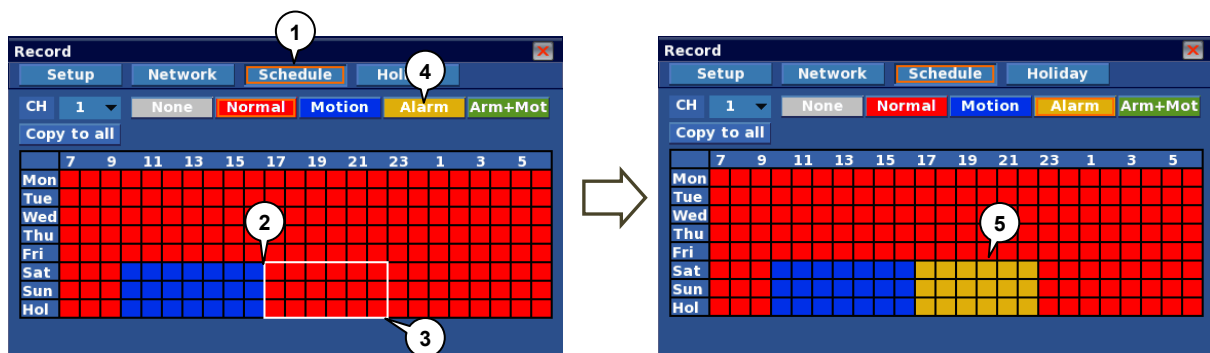 1
Record
Setup Network Schedule Hol
4
CH 1 None Normal Motion Alarm Arm+Mot
Copy to all
7 9 11 13 15 17 19 21 23 1 3 5
Mon
Tue
Wed
Thu
2
Fri
Sat
Sun
Hol
3
Record
Setup Network Schedule Holiday
CH 1 None Normal Motion Alarm Arm+Mot
Copy to all
7 9 11 13 15 17 19 21 23 1 3 5
Mon
Tue
Wed
Thu
5
Fri
Sat
Sun
Hol